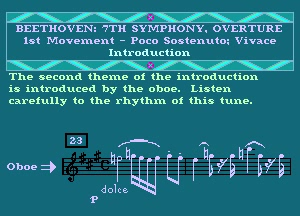 BEETHOVEN: 7TH SYMPHONY, OVERTURE
1st Movement - Poco Sostenuto; Vivace
Introduction
The second theme of the introduction
is introduced by the oboe. Listen
carefully to the rhythm of this tune.
23
Oboe
dolce
P